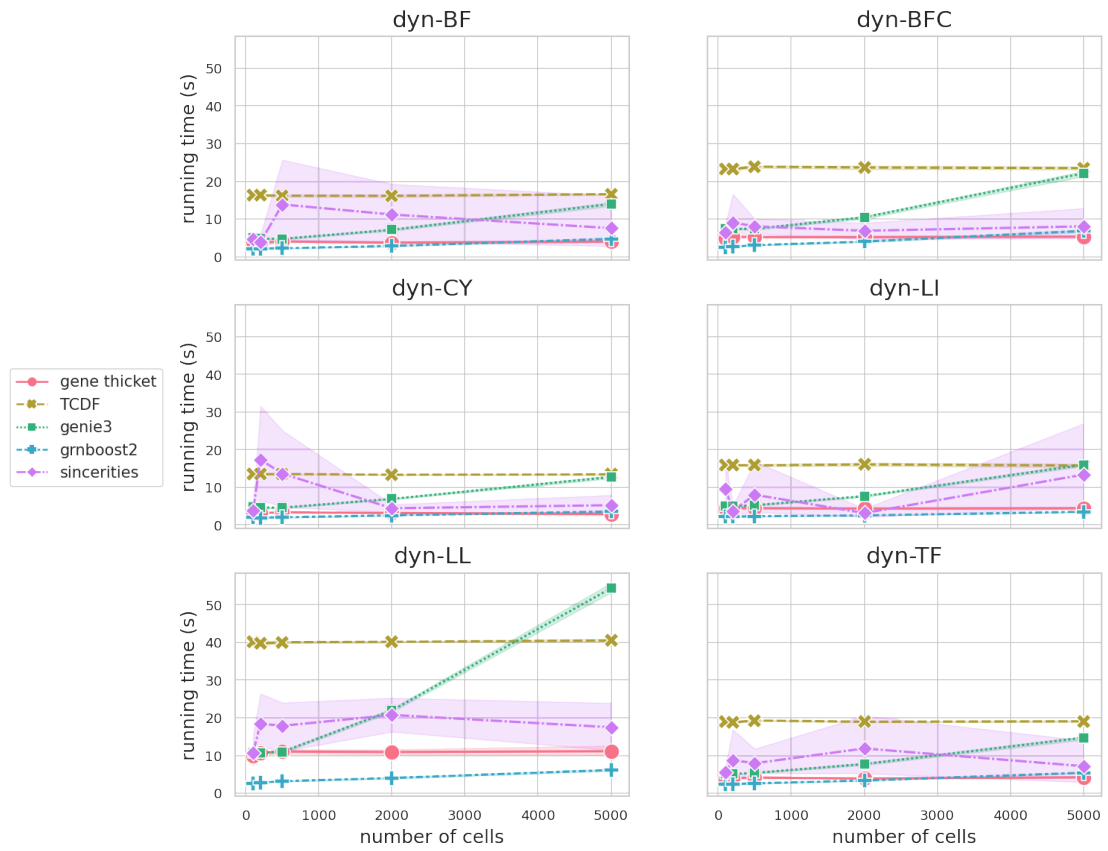 dyn-BF
dyn-BFC
running time (s)
50
40
30
20
10
0
dyn-CY
dyn-LI
running time (s)
50
40
30
20
10
0
gene thicket
TCDF
genie3
grnboost2
sincerities
dyn-LL
dyn-TF
running time (s)
50
40
30
20
10
0
0 1000 2000 3000 4000 5000
0 1000 2000 3000 4000 5000
number of cells
number of cells